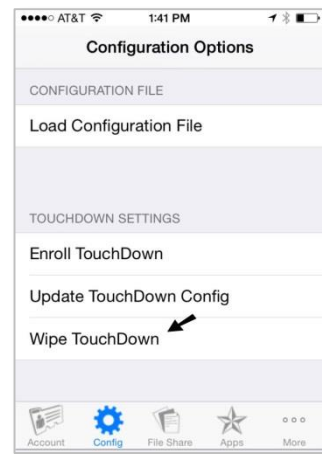 AT&T 1:41 PM
Configuration Options
CONFIGURATION FILE
Load Configuration File
TOUCHDOWN SETTINGS
Enroll TouchDown
Update TouchDown Config
Wipe TouchDown
Account Config File Share Apps More